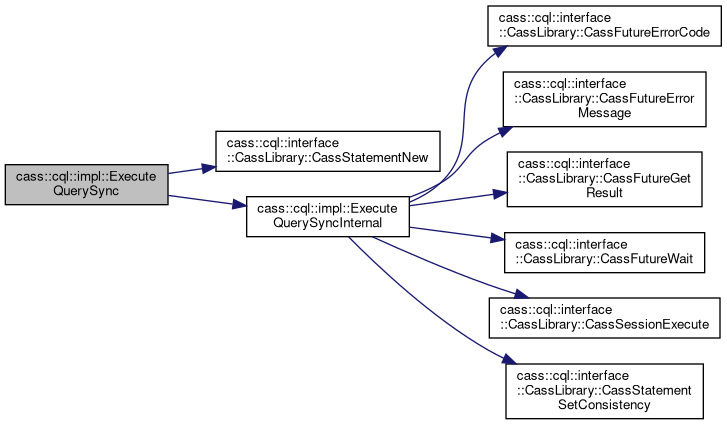 cass::cql::impl::Execute
QuerySync
cass::cql::interface
::CassLibrary::CassStatementNew
cass::cql::impl::Execute
QuerySyncInternal
cass::cql::interface
::CassLibrary::CassFutureErrorCode
cass::cql::interface
::CassLibrary::CassFutureError
Message
cass::cql::interface
::CassLibrary::CassFutureGet
Result
cass::cql::interface
::CassLibrary::CassFutureWait
cass::cql::interface
::CassLibrary::CassSessionExecute
cass::cql::interface
::CassLibrary::CassStatement
SetConsistency